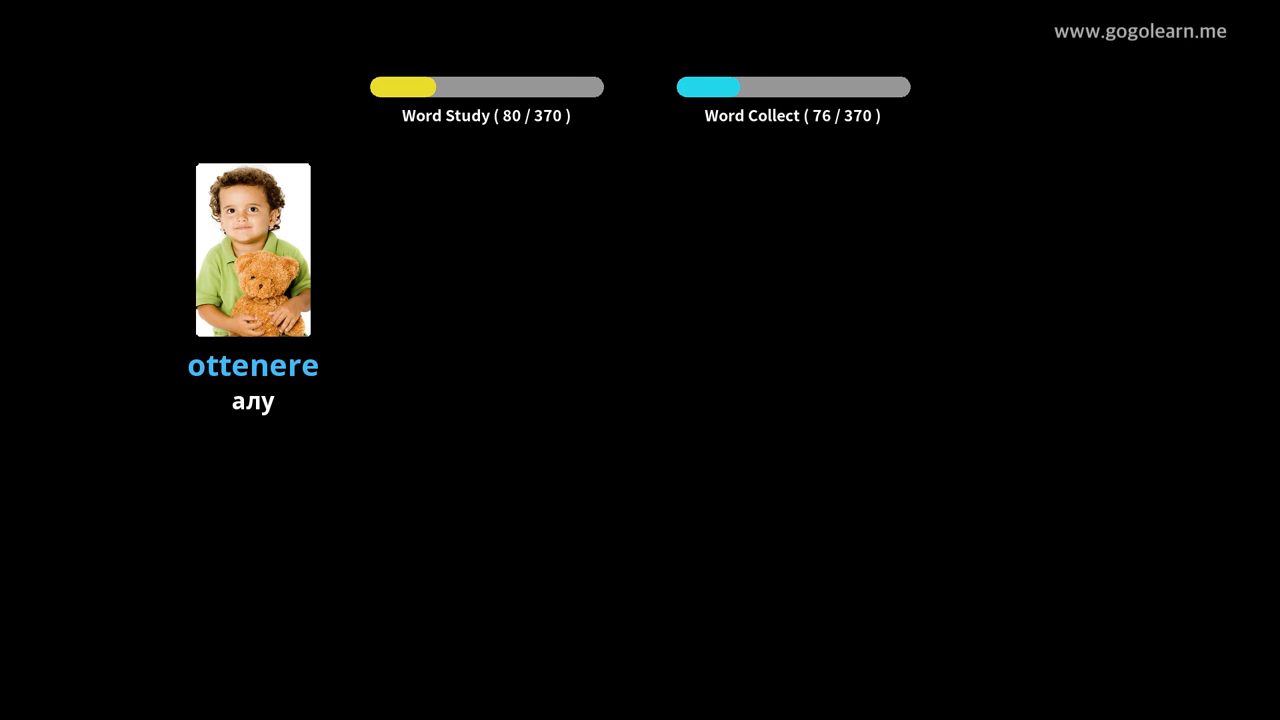 www.gogolearn.me
Word Study ( 80 / 370 )
Word Collect ( 76 / 370 )
ottenere
алу